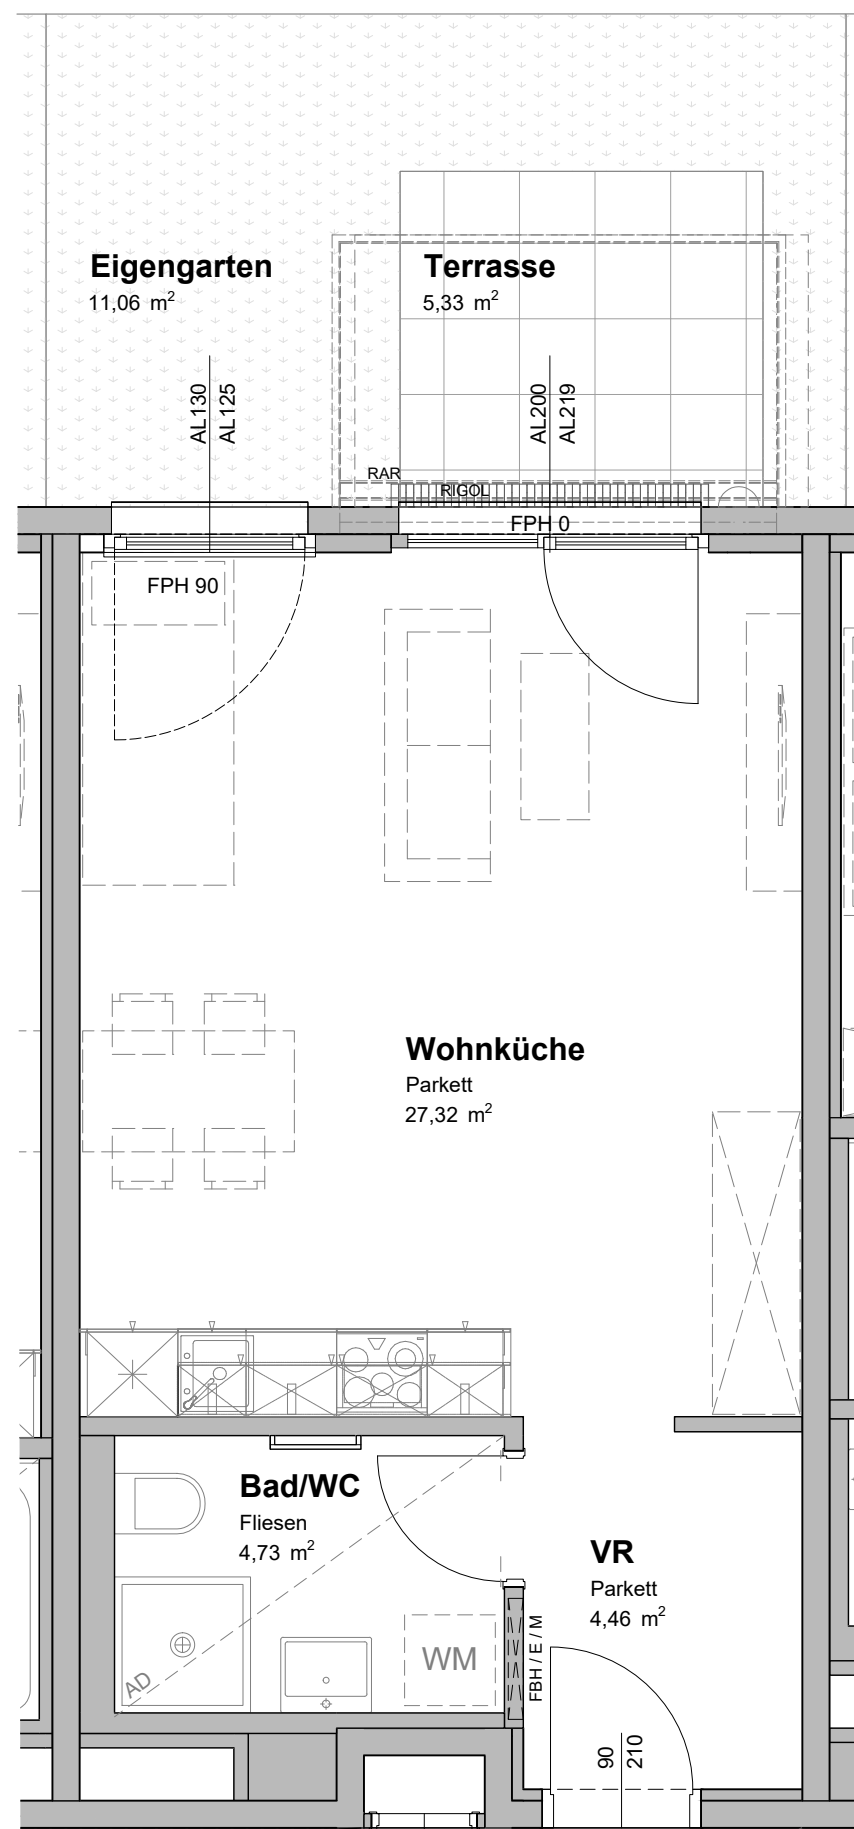 Eigengarten
11,06 m²
Terrasse
5,33 m²
AL130
AL125
AL200
AL219
RAR
RIGOL
FPH 0
FPH 90
Wohnküche
Parkett
27,32 m²
Bad/WC
Fliesen
4,73 m²
VR
Parkett
4,46 m²
WM
AD
FBH / E / M
90
210